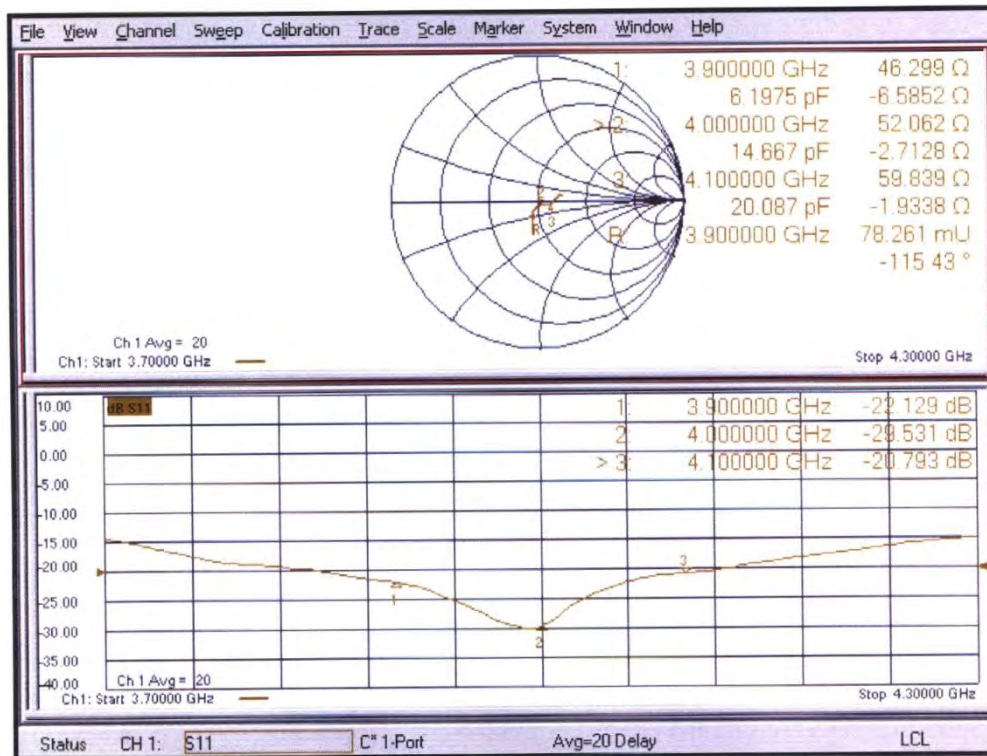 File View Channel Sweep Calibration Trace Scale Marker System Window Help
1: 3.900000 GHz 46.299 Ω
6.1975 pF -6.5852 Ω
> 2: 4.000000 GHz 52.062 Ω
14.667 pF -2.7128 Ω
3: 4.100000 GHz 59.839 Ω
20.087 pF -1.9338 Ω
R: 3.900000 GHz 78.261 mU
-115.43 °
2
3
R
Ch 1 Avg = 20
Ch1: Start 3.70000 GHz
Stop 4.30000 GHz
10.00 dB S11
5.00
0.00
-5.00
-10.00
-15.00
-20.00
-25.00
-30.00
-35.00
-40.00
1: 3.900000 GHz -22.129 dB
2: 4.000000 GHz -29.531 dB
> 3: 4.100000 GHz -20.793 dB
3
1
2
Ch 1 Avg = 20
Ch1: Start 3.70000 GHz
Stop 4.30000 GHz
Status CH 1: S11 C* 1-Port Avg=20 Delay LCL